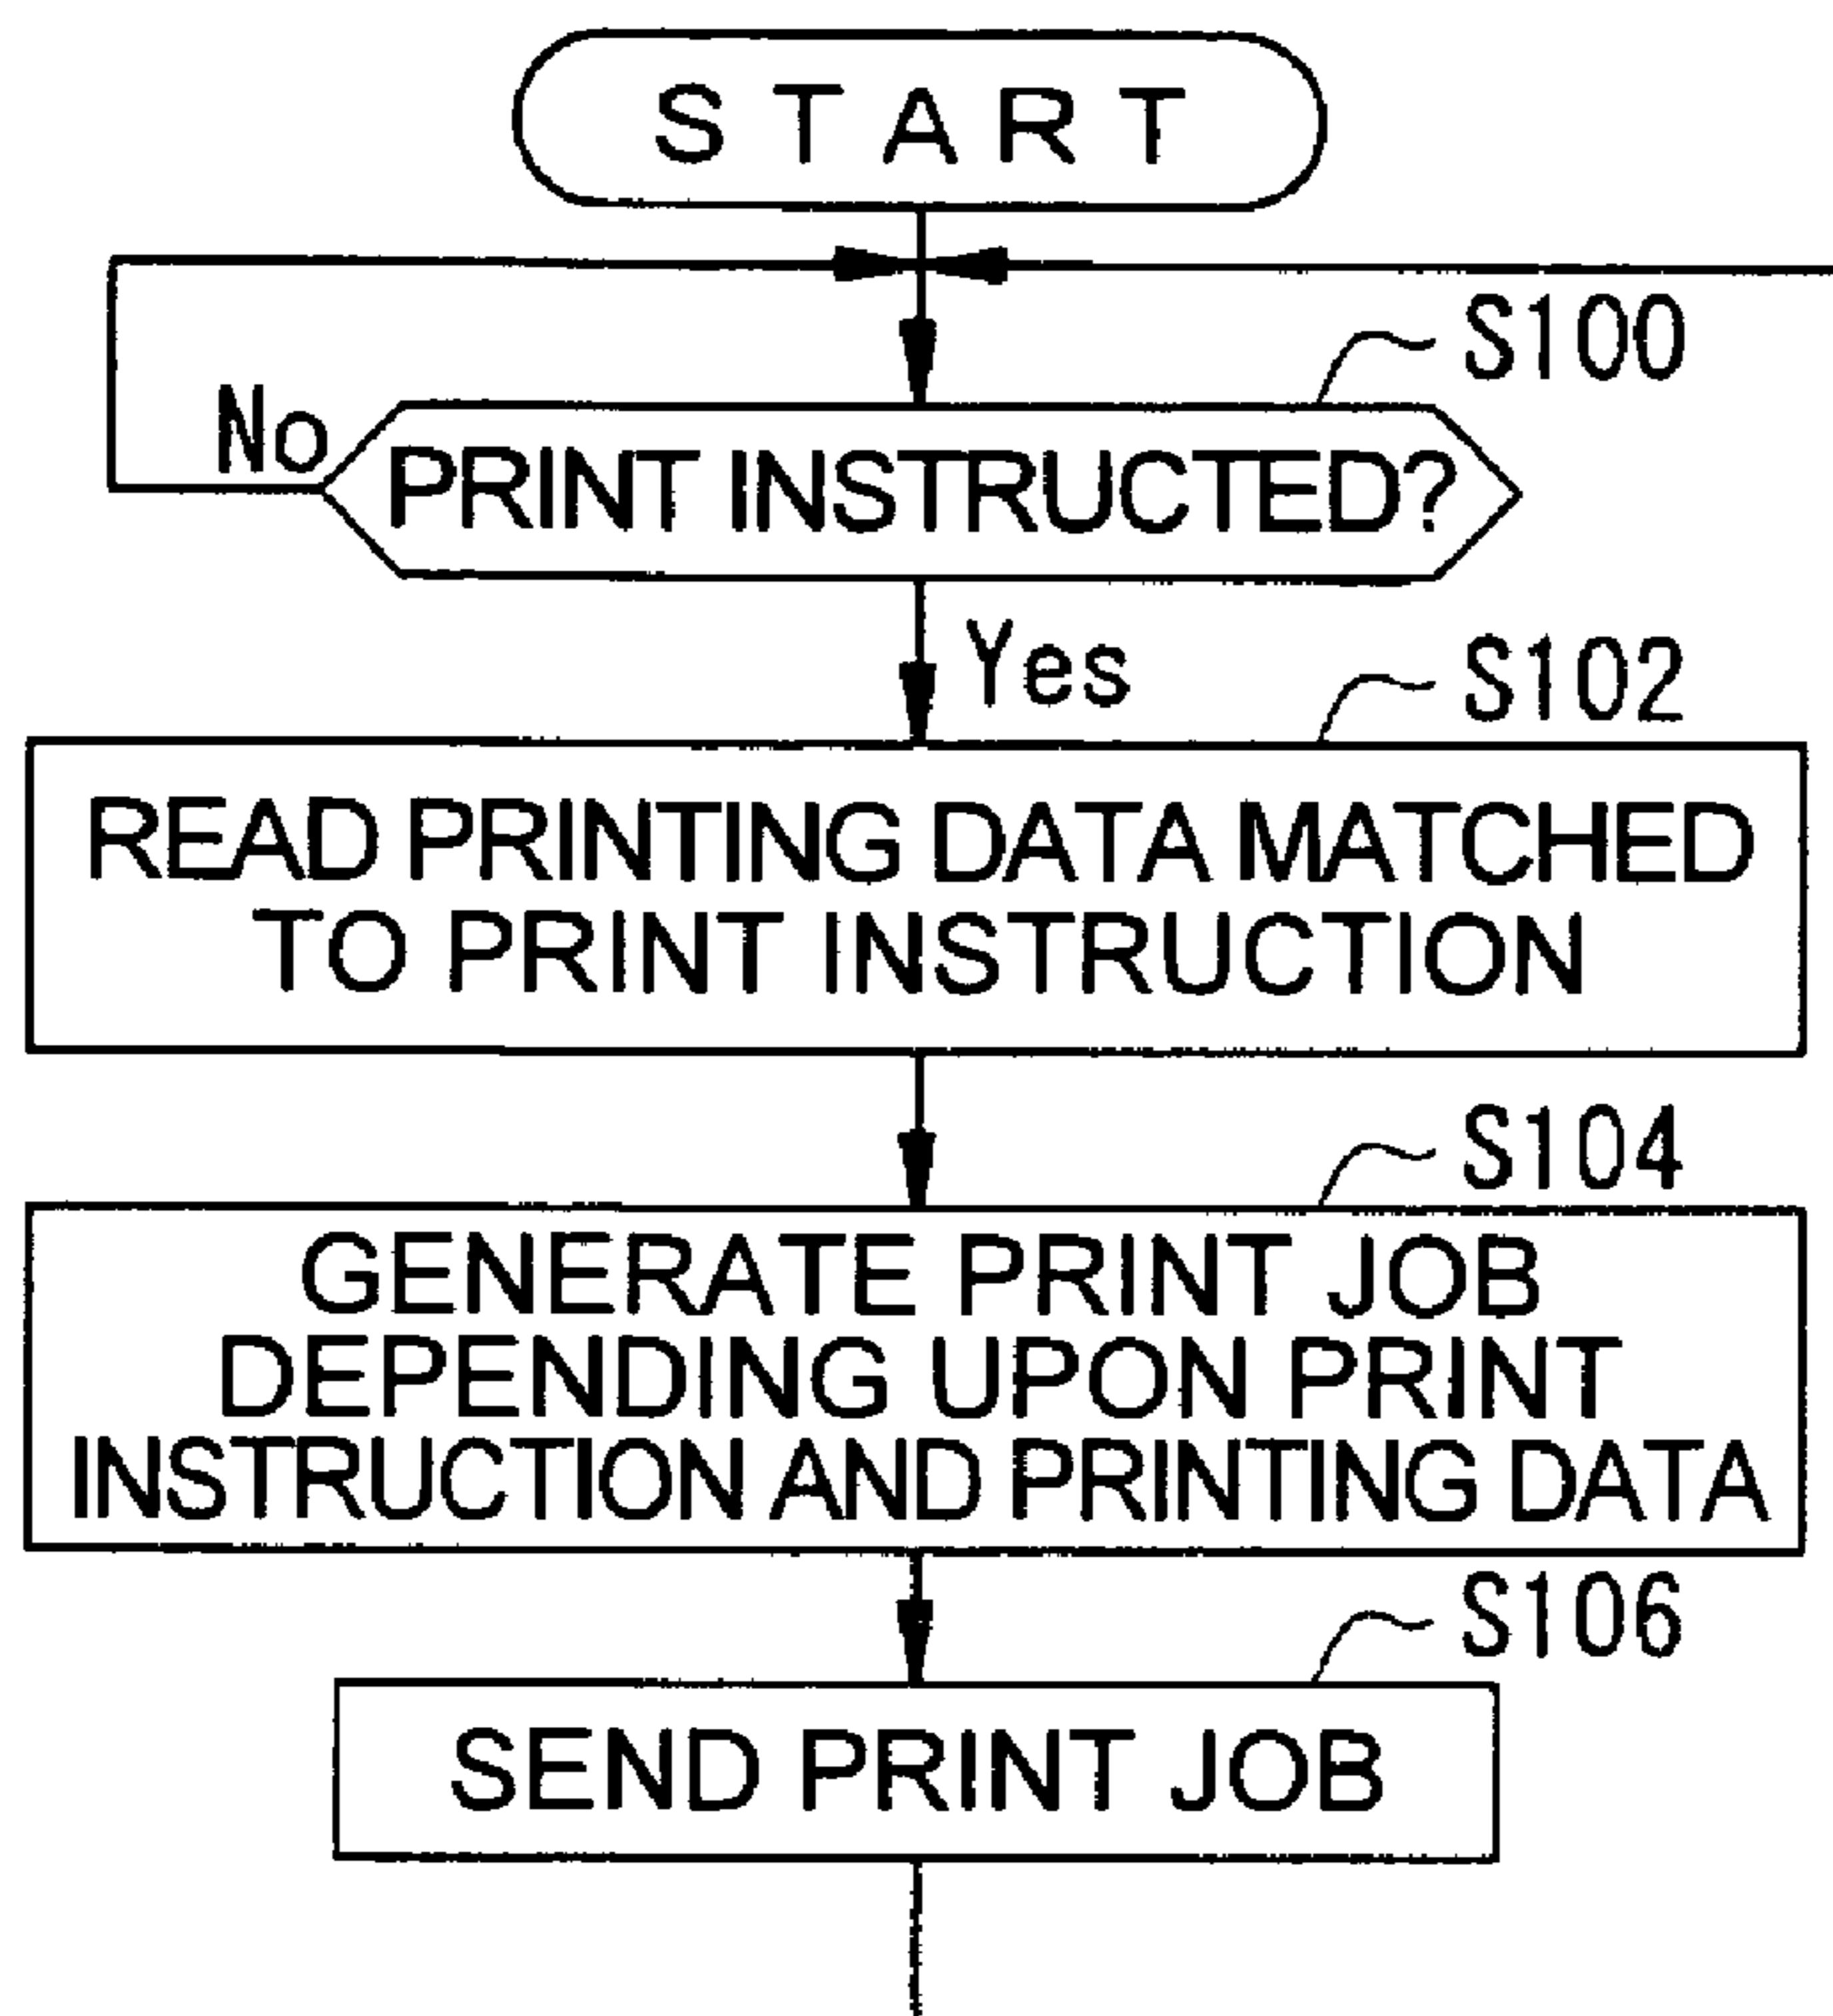 START
S100
No
PRINT INSTRUCTED?
Yes
S102
READ PRINTING DATA MATCHED
TO PRINT INSTRUCTION
S104
GENERATE PRINT JOB
DEPENDING UPON PRINT
INSTRUCTION AND PRINTING DATA
S106
SEND PRINT JOB